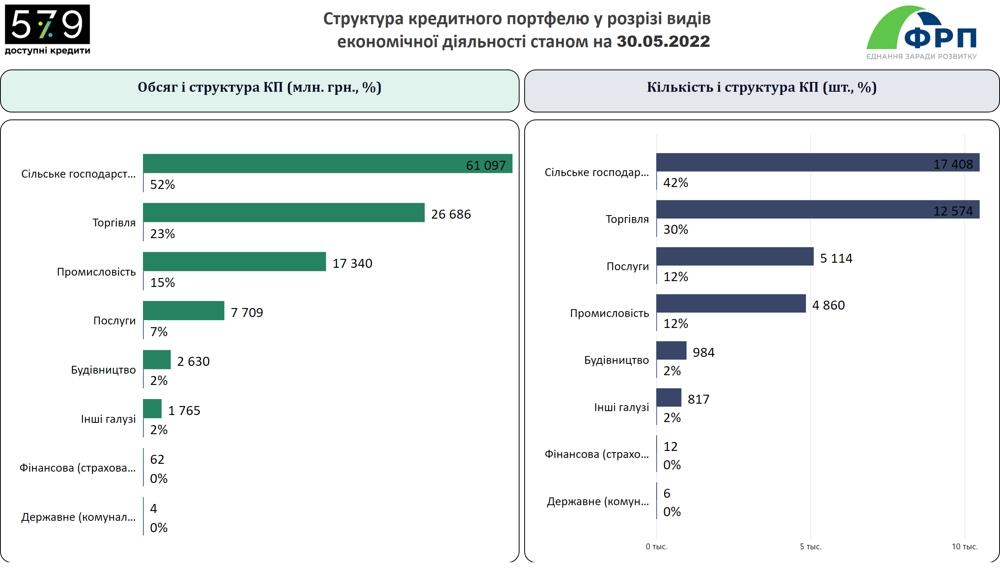 579
доступні кредити
Структура кредитного портфелю у розрізі видів
економічної діяльності станом на 30.05.2022
ФРП
ЄДНАННЯ ЗАРАДИ РОЗВИТКУ
Обсяг і структура КП (млн. грн., %)
Сільське господарст...
61 097
52%
Торгівля
26 686
23%
Промисловість
17 340
15%
Послуги
7 709
7%
Будівництво
2 630
2%
Інші галузі
1 765
2%
Фінансова (страхова...
62
0%
Державне (комунал...
4
0%
Кількість і структура КП (шт., %)
Сільське господар...
17 408
42%
Торгівля
12 574
30%
Послуги
5 114
12%
Промисловість
4 860
12%
Будівництво
984
2%
Інші галузі
817
2%
Фінансова (страхо...
12
0%
Державне (комун...
6
0%
0 тыс.
5 тыс.
10 тыс.